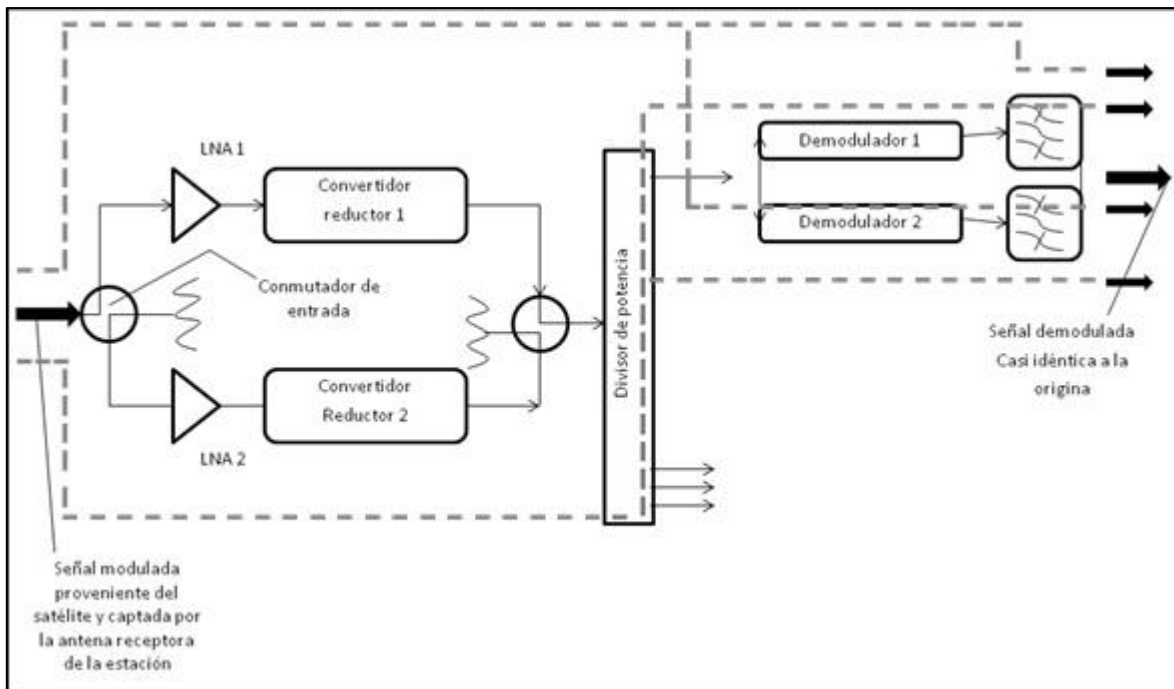 LNA 1
Convertidor
reductor 1
Conmutador de
entrada
Convertidor
Reductor 2
LNA 2
Divisor de potencia
Demodulador 1
Demodulador 2
Señal demodulada
Casi idéntica a la
origina
Señal modulada
proveniente del
satélite y captada por
la antena receptora
de la estación